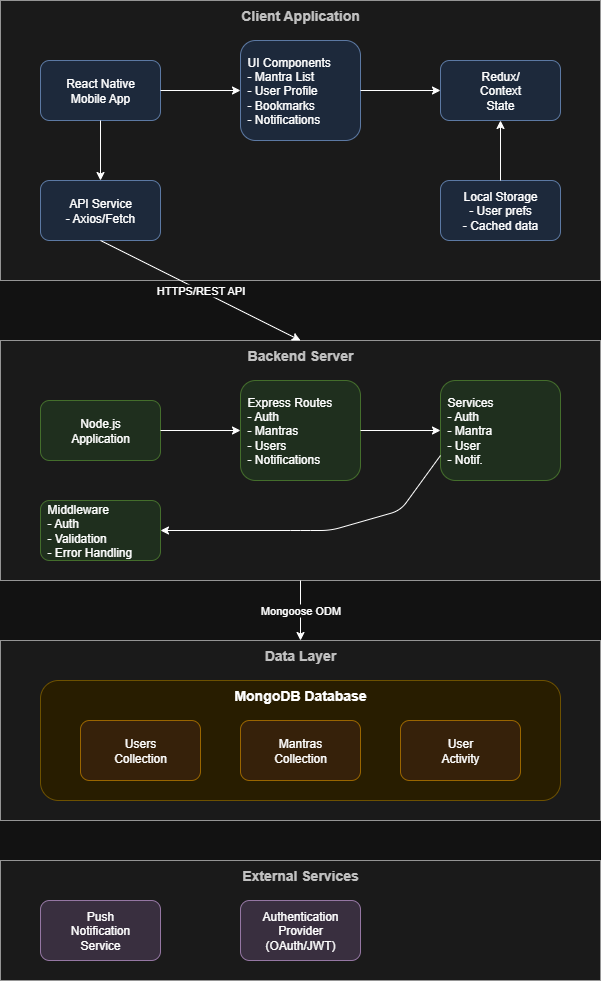 Client Application
React Native
Mobile App
UI Components
- Mantra List
- User Profile
- Bookmarks
- Notifications
Redux/
Context
State
API Service
- Axios/Fetch
Local Storage
- User prefs
- Cached data
HTTPS/REST API
Backend Server
Node.js
Application
Express Routes
- Auth
- Mantras
- Users
- Notifications
Services
- Auth
- Mantra
- User
- Notif.
Middleware
- Auth
- Validation
- Error Handling
Mongoose ODM
Data Layer
MongoDB Database
Users
Collection
Mantras
Collection
User
Activity
External Services
Push
Notification
Service
Authentication
Provider
(OAuth/JWT)